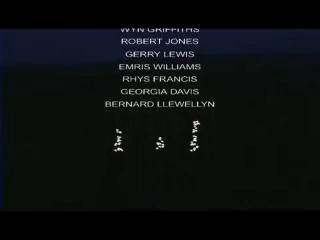 WYN GRIFFITHS
ROBERT JONES
GERRY LEWIS
EMRIS WILLIAMS
RHYS FRANCIS
GEORGIA DAVIS
BERNARD LLEWELLYN